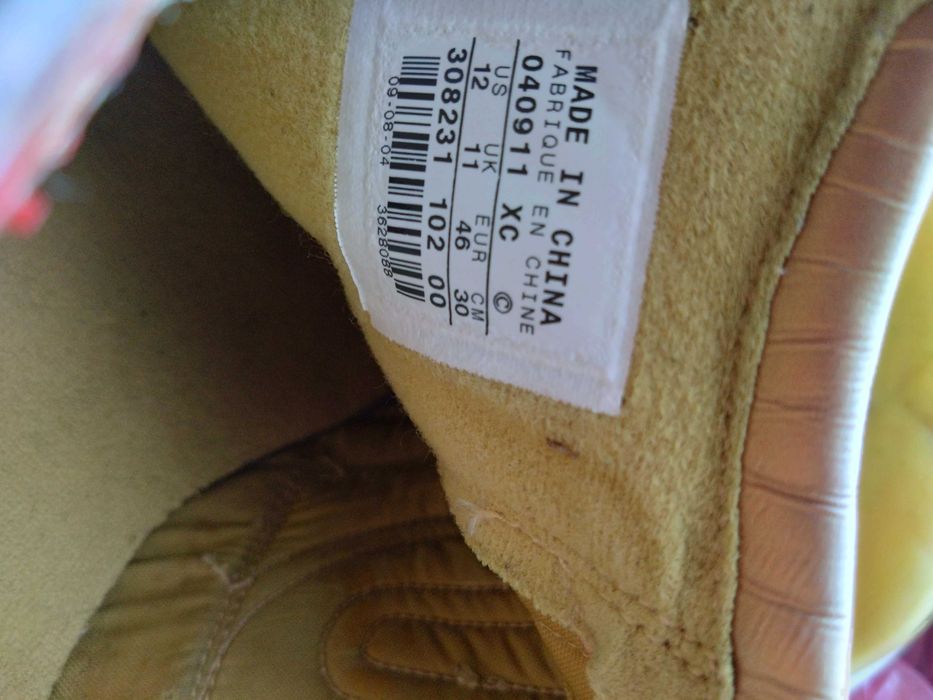 MADE IN CHINA
FABRIQUE EN CHINE
040911 XC ©
US UK EUR CM
12 11 46 30
308231 102 00
09-08-04 3628088